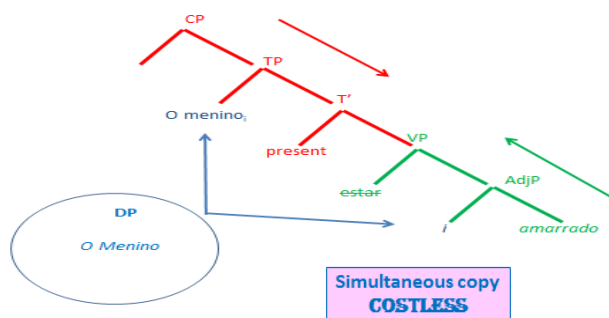 CP
TP
O menino i
T'
present
VP
estar
AdjP
i
amarrado
DP
O Menino
Simultaneous copy
COSTLESS